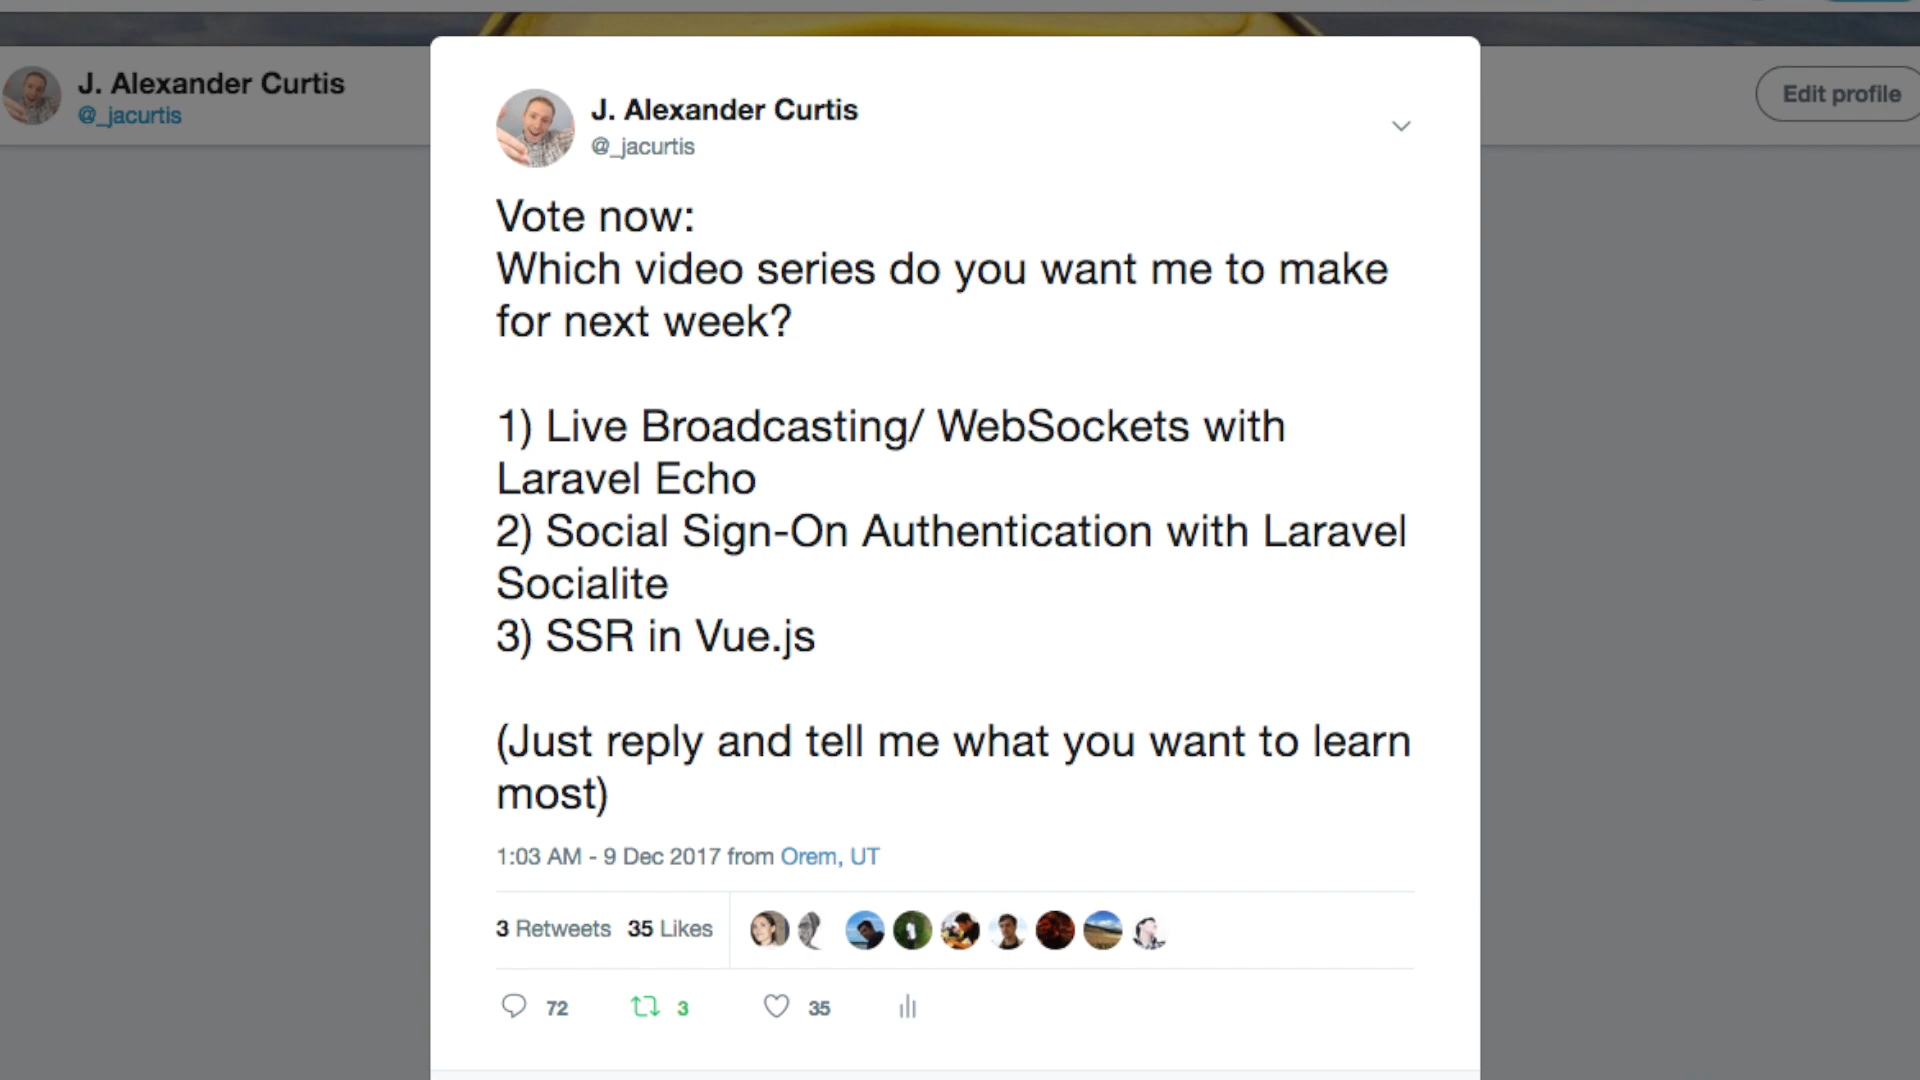 J. Alexander Curtis
@_jacurtis
Edit profile
J. Alexander Curtis
@_jacurtis
Vote now:
Which video series do you want me to make
for next week?
1) Live Broadcasting/ WebSockets with
Laravel Echo
2) Social Sign-On Authentication with Laravel
Socialite
3) SSR in Vue.js
(Just reply and tell me what you want to learn
most)
1:03 AM - 9 Dec 2017 from Orem, UT
3 Retweets 35 Likes
72 3 35